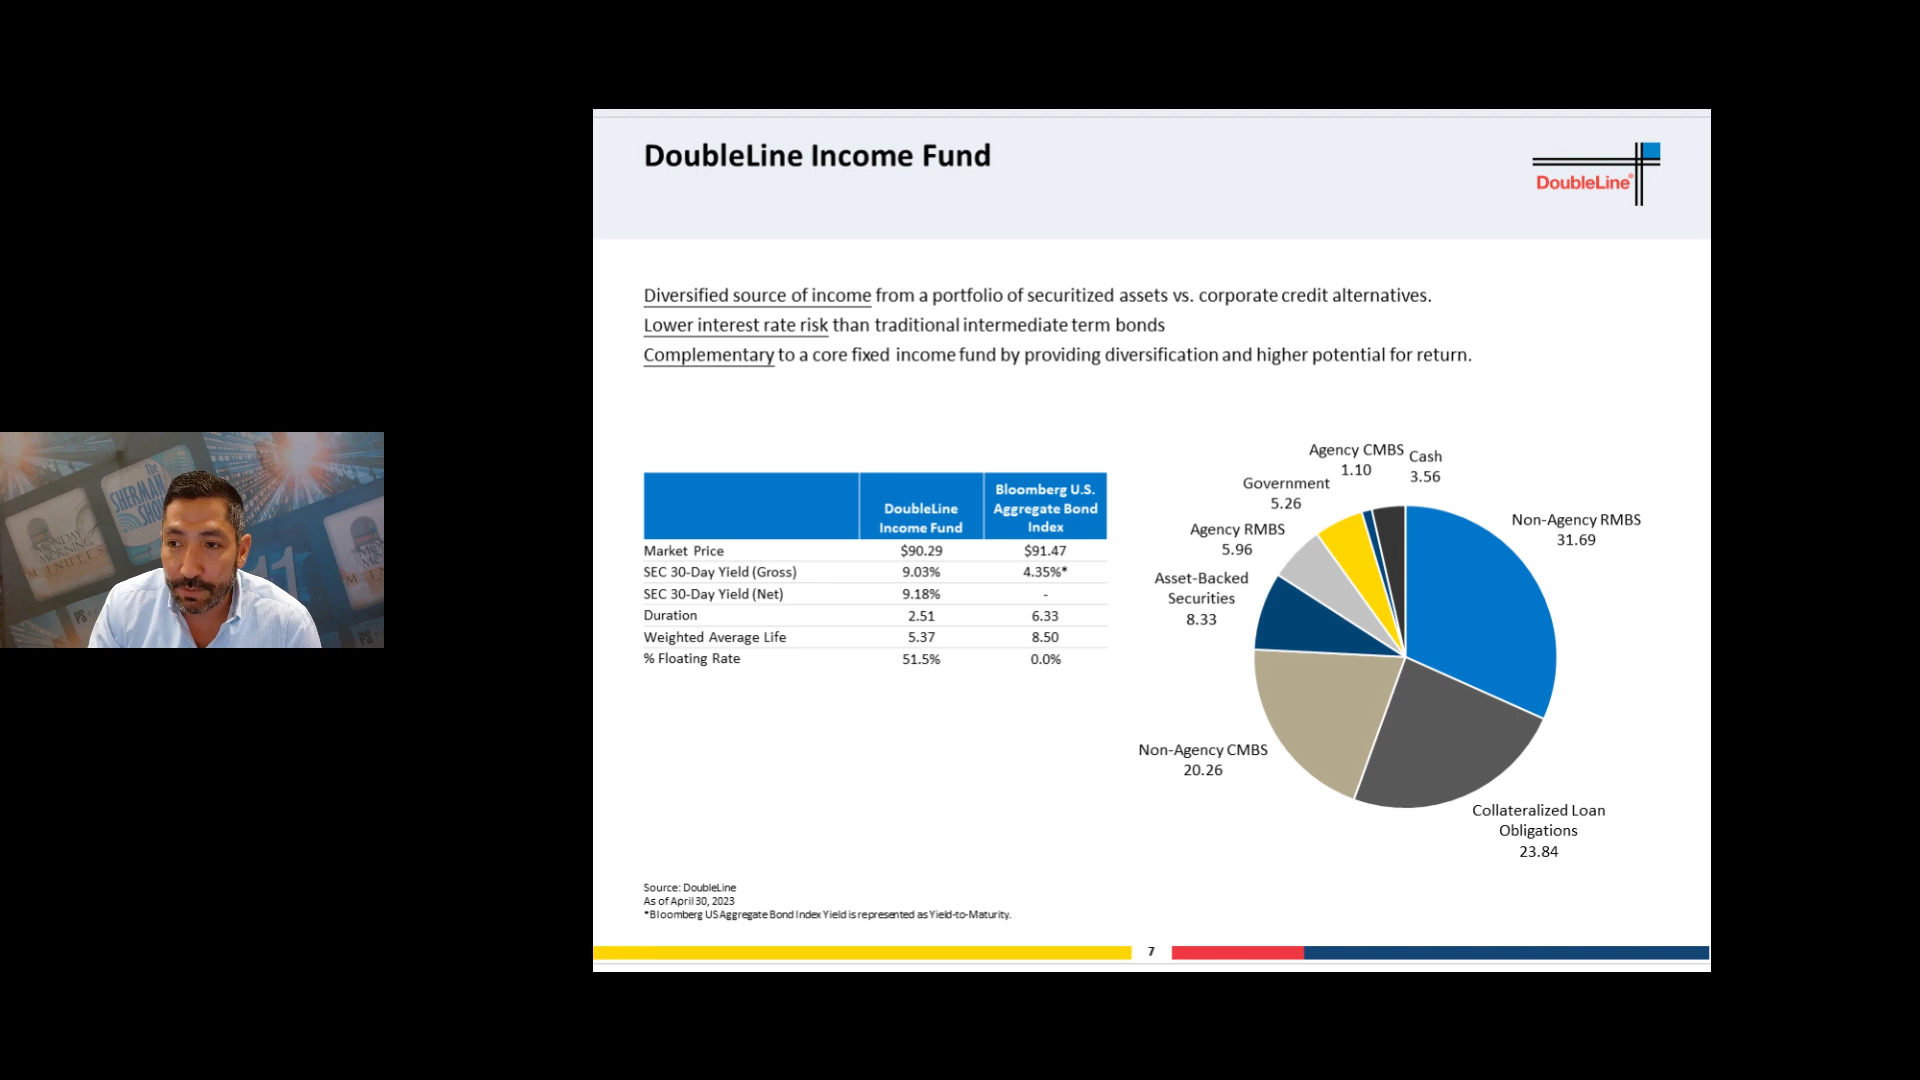 DoubleLine Income Fund
DoubleLine®
Diversified source of income from a portfolio of securitized assets vs. corporate credit alternatives.
Lower interest rate risk than traditional intermediate term bonds
Complementary to a core fixed income fund by providing diversification and higher potential for return.
DoubleLine Income Fund
Bloomberg U.S. Aggregate Bond Index
Market Price $90.29 $91.47
SEC 30-Day Yield (Gross) 9.03% 4.35%*
SEC 30-Day Yield (Net) 9.18% -
Duration 2.51 6.33
Weighted Average Life 5.37 8.50
% Floating Rate 51.5% 0.0%
Agency CMBS
1.10
Cash
3.56
Government
5.26
Non-Agency RMBS
31.69
Agency RMBS
5.96
Asset-Backed
Securities
8.33
Non-Agency CMBS
20.26
Collateralized Loan
Obligations
23.84
Source: DoubleLine
As of April 30, 2023
*Bloomberg US Aggregate Bond Index Yield is represented as Yield-to-Maturity.
7
The
SHERMAN
SHOW
MONDAY
MORNING
MINUTES
11